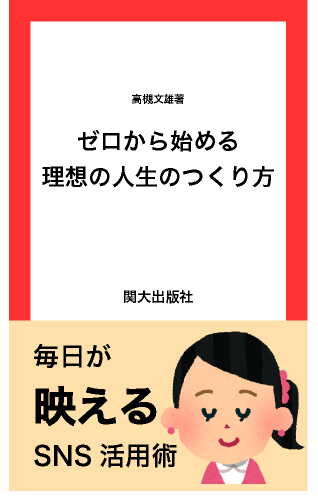 高槻文雄著
ゼロから始める
理想の人生のつくり方
関大出版社
毎日が
映える
SNS 活用術